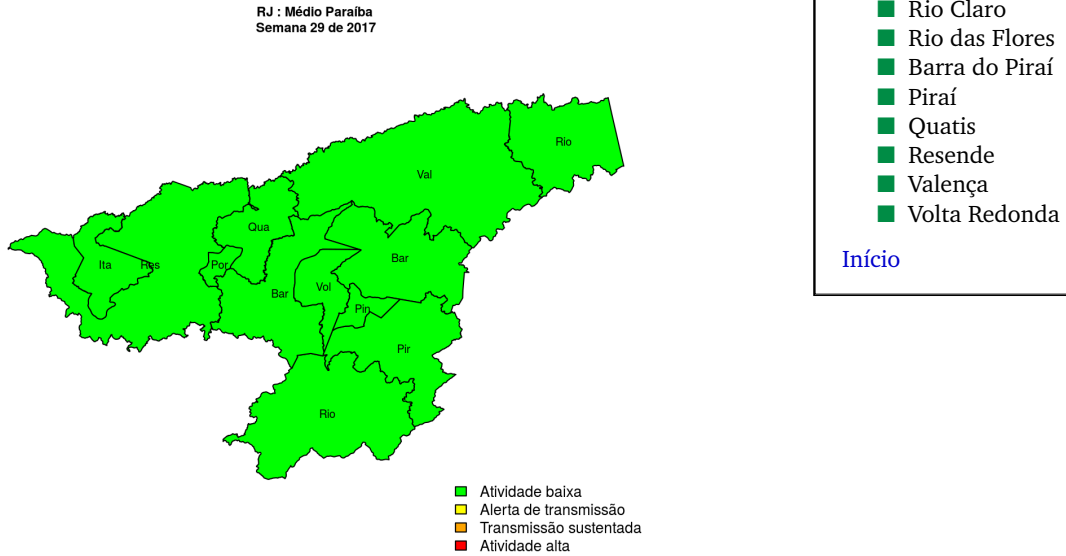 RJ : Médio Paraíba
Semana 29 de 2017
Rio
Val
Qua
Ita
Res
Por
Bar
Bar
Vol
Pin
Pir
Rio
Atividade baixa
Alerta de transmissão
Transmissão sustentada
Atividade alta
Rio Claro
Rio das Flores
Barra do Piraí
Piraí
Quatis
Resende
Valença
Volta Redonda
Início